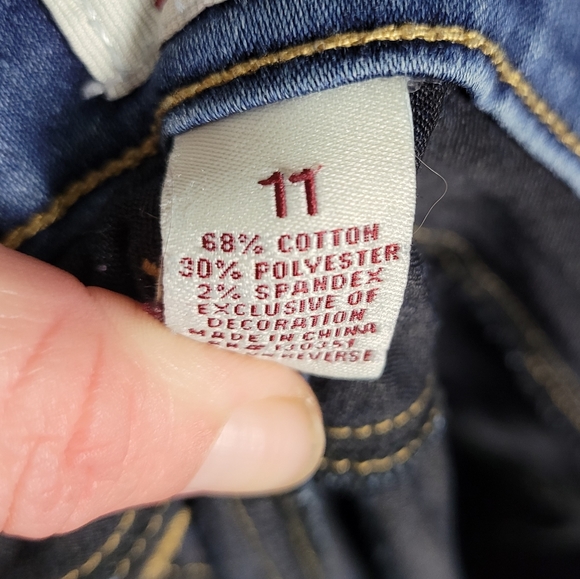 11
68% COTTON
30% POLYESTER
2% SPANDEX
EXCLUSIVE OF
DECORATION
MADE IN CHINA
REVERSE